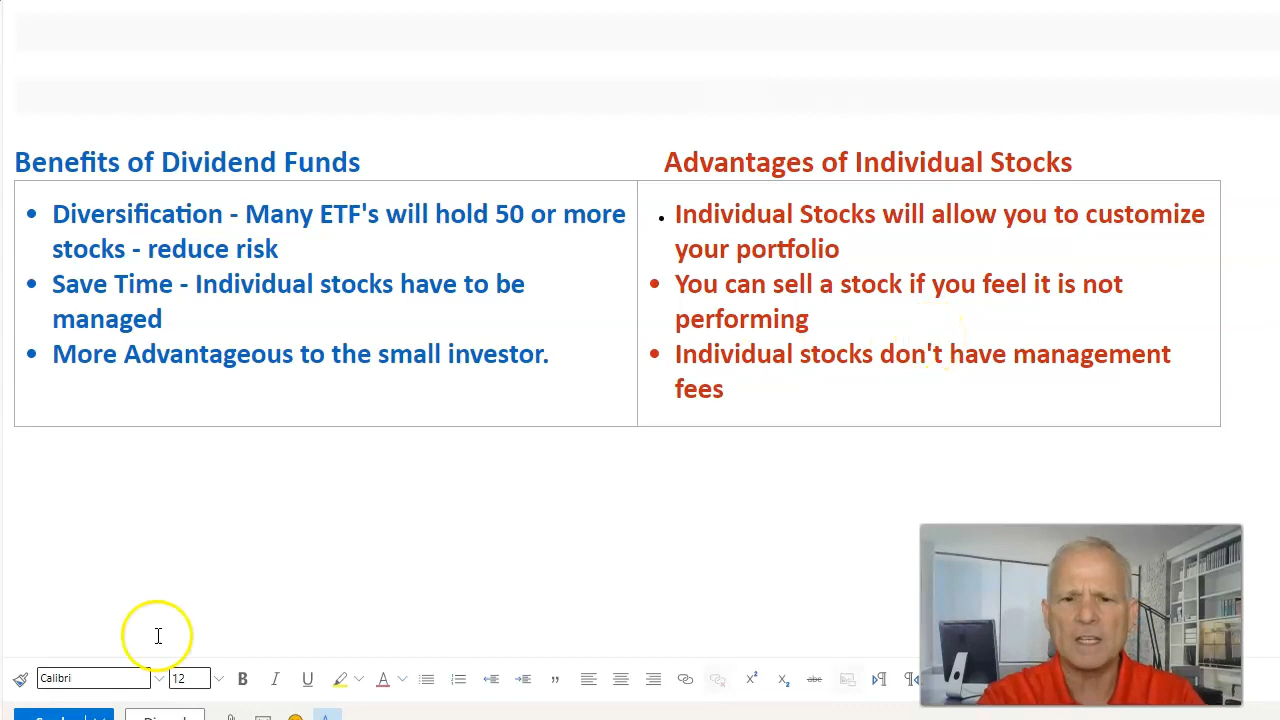 Benefits of Dividend Funds
Advantages of Individual Stocks
• Diversification - Many ETF's will hold 50 or more
stocks - reduce risk
• Save Time - Individual stocks have to be
managed
• More Advantageous to the small investor.
• Individual Stocks will allow you to customize
your portfolio
• You can sell a stock if you feel it is not
performing
• Individual stocks don't have management
fees
Calibri
12
B
I
U
A